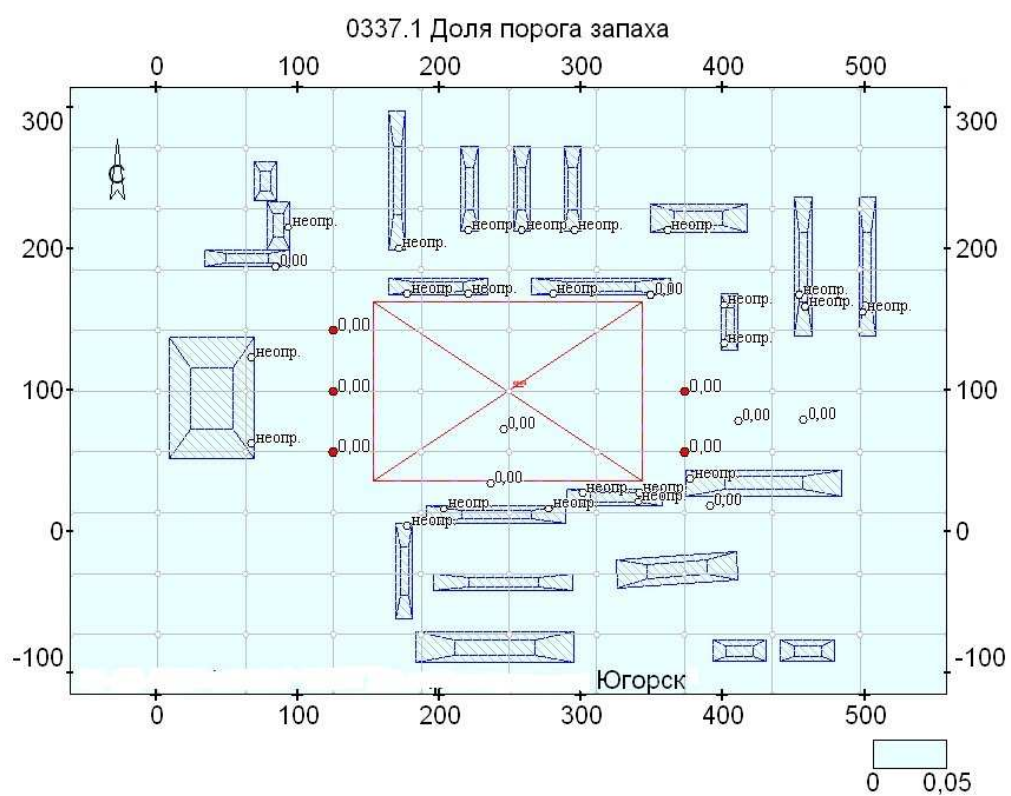 0337.1 Доля порога запаха
0 100 200 300 400 500
300 300
С
неопр.
200 неопр. неопр. неопр. неопр. неопр. 200
0,00
неопр. неопр. неопр. 0,00 неопр. неопр.
неопр. неопр.
0,00
неопр. неопр.
100 0,00 0,00 100
0,00 0,00
0,00
неопр. 0,00 0,00
0,00 неопр.
неопр. неопр.
неопр. неопр. неопр. 0,00
0 неопр. 0
-100 -100
Югорск
0 100 200 300 400 500
0 0,05